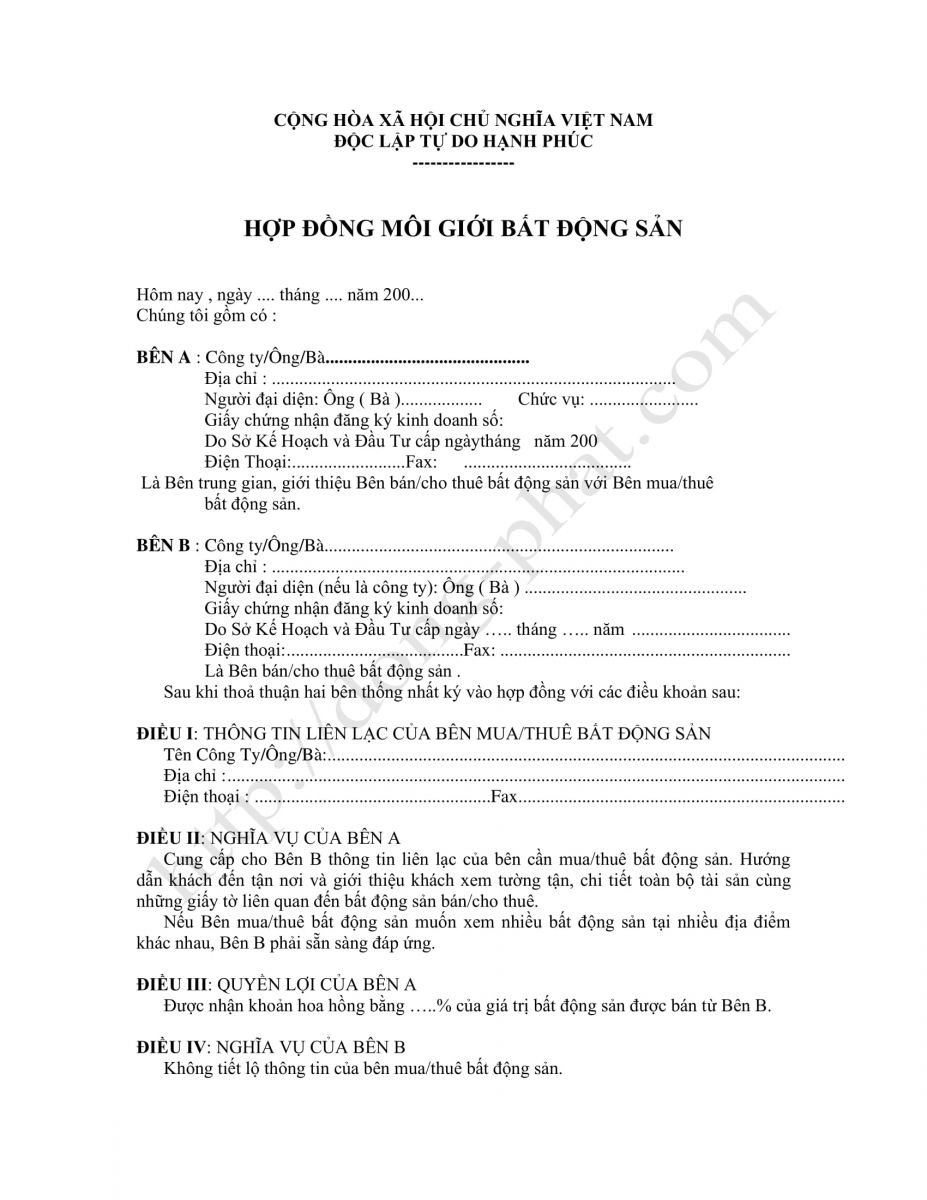 CỘNG HÒA XÃ HỘI CHỦ NGHĨA VIỆT NAM
ĐỘC LẬP TỰ DO HẠNH PHÚC
-----------------
HỢP ĐỒNG MÔI GIỚI BẤT ĐỘNG SẢN
Hôm nay , ngày .... tháng .... năm 200...
Chúng tôi gồm có :
BÊN A : Công ty/Ông/Bà.............................................
Địa chỉ : .........................................................................................
Người đại diện: Ông ( Bà ).................. Chức vụ: ........................
Giấy chứng nhận đăng ký kinh doanh số:
Do Sở Kế Hoạch và Đầu Tư cấp ngàytháng năm 200
Điện Thoại:.........................Fax: .....................................
Là Bên trung gian, giới thiệu Bên bán/cho thuê bất động sản với Bên mua/thuê
bất động sản.
BÊN B : Công ty/Ông/Bà.............................................................................
Địa chỉ : ...........................................................................................
Người đại diện (nếu là công ty): Ông ( Bà ) .................................................
Giấy chứng nhận đăng ký kinh doanh số:
Do Sở Kế Hoạch và Đầu Tư cấp ngày ….. tháng ….. năm ...................................
Điện thoại:.......................................Fax: ................................................................
Là Bên bán/cho thuê bất động sản .
Sau khi thoả thuận hai bên thống nhất ký vào hợp đồng với các điều khoản sau:
ĐIỀU I: THÔNG TIN LIÊN LẠC CỦA BÊN MUA/THUÊ BẤT ĐỘNG SẢN
Tên Công Ty/Ông/Bà:..................................................................................................................
Địa chỉ :........................................................................................................................................
Điện thoại : ....................................................Fax........................................................................
ĐIỀU II: NGHĨA VỤ CỦA BÊN A
Cung cấp cho Bên B thông tin liên lạc của bên cần mua/thuê bất động sản. Hướng
dẫn khách đến tận nơi và giới thiệu khách xem tường tận, chi tiết toàn bộ tài sản cùng
những giấy tờ liên quan đến bất động sản bán/cho thuê.
Nếu Bên mua/thuê bất động sản muốn xem nhiều bất động sản tại nhiều địa điểm
khác nhau, Bên B phải sẵn sàng đáp ứng.
ĐIỀU III: QUYỀN LỢI CỦA BÊN A
Được nhận khoản hoa hồng bằng …..% của giá trị bất động sản được bán từ Bên B.
ĐIỀU IV: NGHĨA VỤ CỦA BÊN B
Không tiết lộ thông tin của bên mua/thuê bất động sản.
http://dong-phat.com